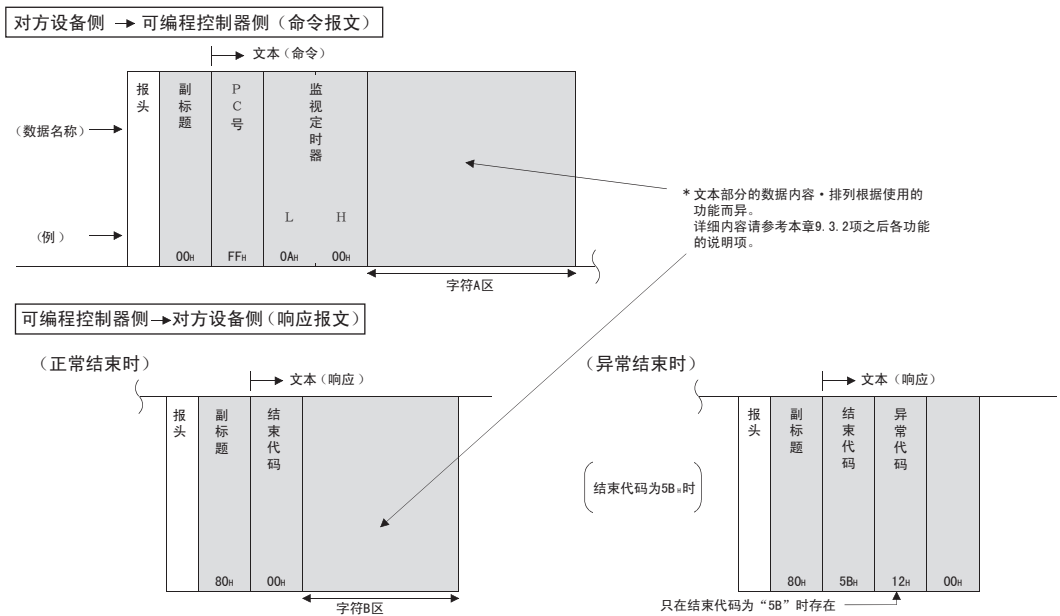 对方设备侧 → 可编程控制器侧（命令报文）
文本（命令）
报头
副标题
PC号
监视定时器
（数据名称）
L H
（例）
00H FFH 0AH 00H
字符A区
*文本部分的数据内容·排列根据使用的
功能而异。
详细内容请参考本章9.3.2项之后各功能
的说明项。
可编程控制器侧→对方设备侧（响应报文）
（正常结束时）
文本（响应）
报头
副标题
结束代码
80H 00H
字符B区
（异常结束时）
文本（响应）
报头
副标题
结束代码
异常代码
结束代码为5BH时
80H 5BH 12H 00H
只在结束代码为“5B”时存在